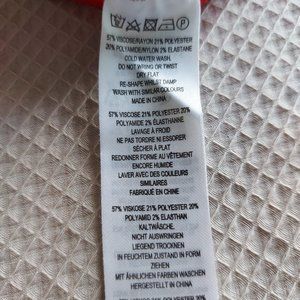 57% VISCOSE/RAYON 21% POLYESTER
20% POLYAMIDE/NYLON 2% ELASTANE
COLD WATER WASH.
DO NOT WRING OR TWIST
DRY FLAT
RE-SHAPE WHILST DAMP
WASH WITH SIMILAR COLOURS
MADE IN CHINA
57% VISCOSE 21% POLYESTER 20%
POLYAMIDE 2% ELASTHANNE
LAVAGE À FROID
NE PAS TORDRE NI ESSORER
SÉCHER À PLAT
REDONNER FORME AU VÊTEMENT
ENCORE HUMIDE
LAVER AVEC DES COULEURS
SIMILAIRES
FABRIQUÉ EN CHINE
57% VISKOSE 21% POLYESTER 20%
POLYAMID 2% ELASTHAN
KALTWÄSCHE.
NICHT AUSWRINGEN
LIEGEND TROCKNEN
IN FEUCHTEM ZUSTAND IN FORM
ZIEHEN
MIT ÄHNLICHEN FARBEN WASCHEN
HERGESTELLT IN CHINA